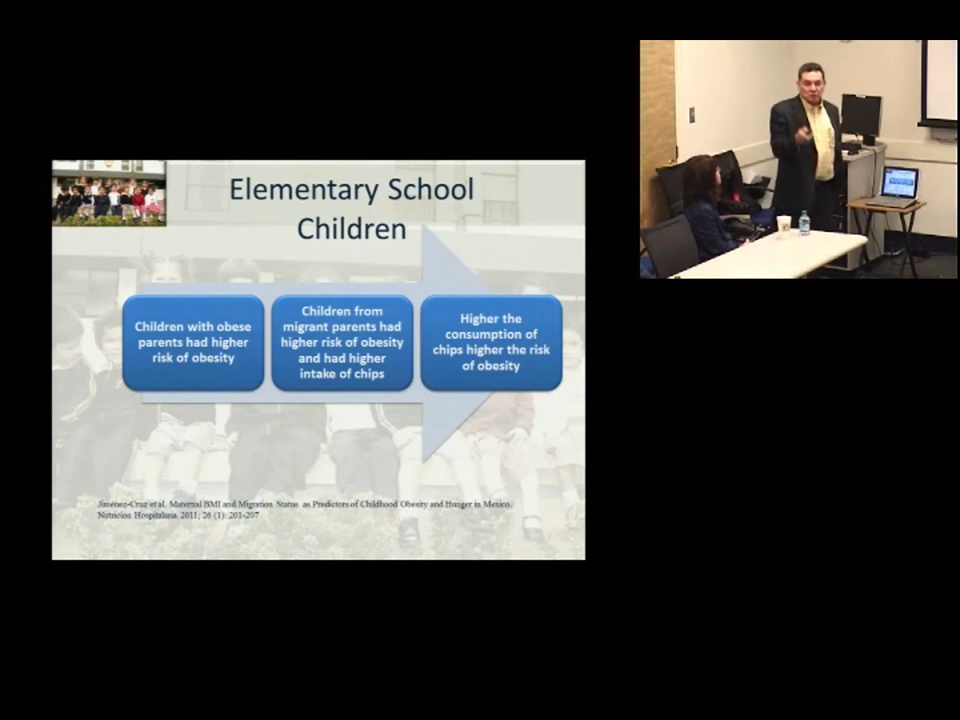 Elementary School
Children
Children with obese
parents had higher
risk of obesity
Children from
migrant parents had
higher risk of obesity
and had higher
intake of chips
Higher the
consumption of
chips higher the risk
of obesity
Jiménez-Cruz et al. Maternal BMI and Migration Status as Predictors of Childhood Obesity and Hunger in Mexico.
Nutricion Hospitalaria. 2011; 26 (1): 201-207